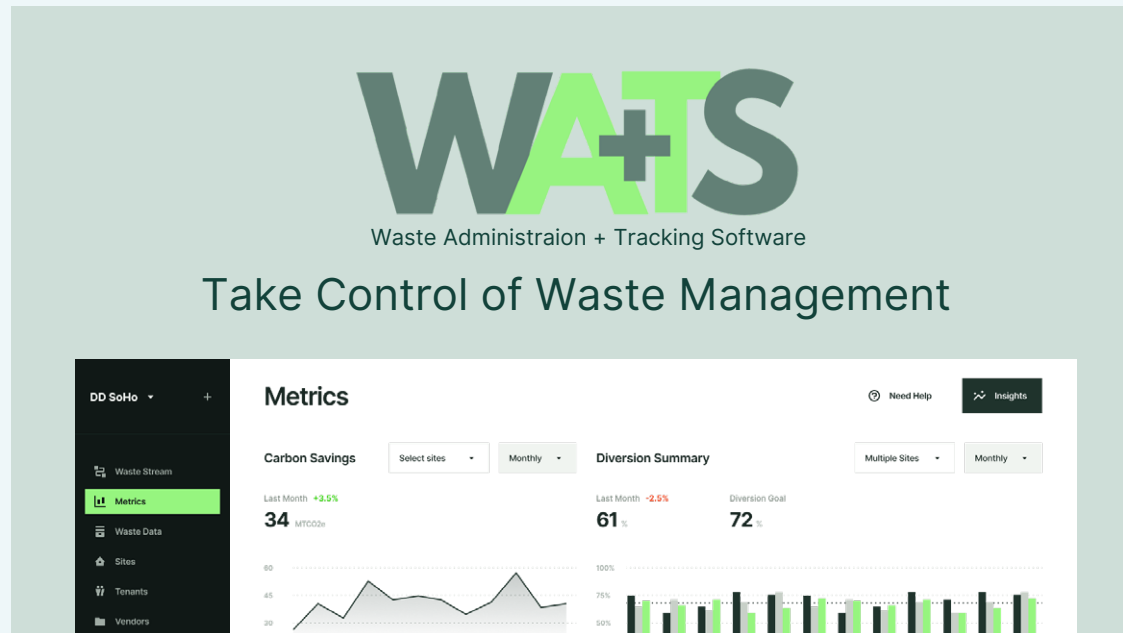 WA+TS
Waste Administraion + Tracking Software
Take Control of Waste Management
DD SoHo +
Metrics
Need Help
Insights
Waste Stream
Metrics
Waste Data
Sites
Tenants
Vendors
Carbon Savings
Select sites
Monthly
Last Month +3.5%
34 MTCO2e
60
45
30
Diversion Summary
Multiple Sites
Monthly
Last Month -2.5%
Diversion Goal
61 %
72 %
100%
75%
50%